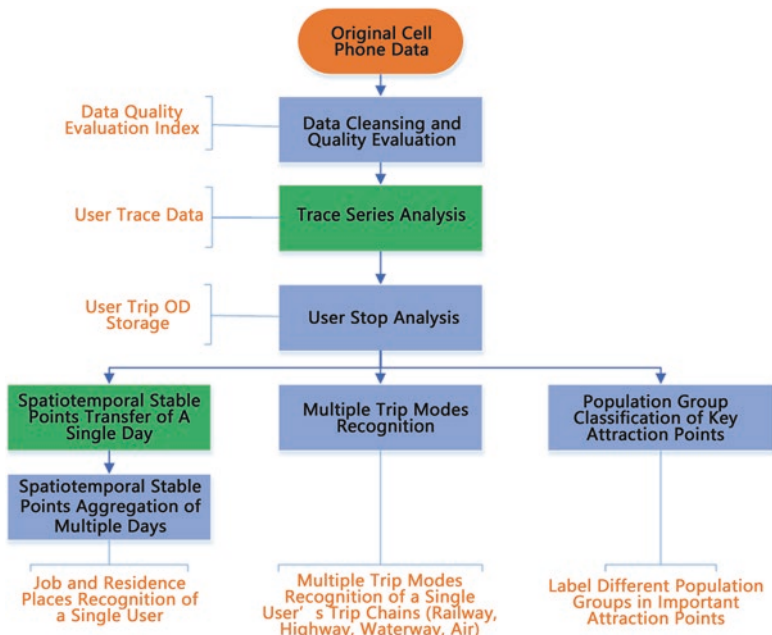 Original Cell
Phone Data
Data Quality
Evaluation Index
Data Cleansing and
Quality Evaluation
User Trace Data
Trace Series Analysis
User Trip OD
Storage
User Stop Analysis
Spatiotemporal Stable
Points Transfer of A
Single Day
Multiple Trip Modes
Recognition
Population Group
Classification of Key
Attraction Points
Spatiotemporal Stable
Points Aggregation of
Multiple Days
Job and Residence
Places Recognition of
a Single User
Multiple Trip Modes
Recognition of a Single
User’s Trip Chains (Railway,
Highway, Waterway, Air)
Label Different Population
Groups in Important
Attraction Points